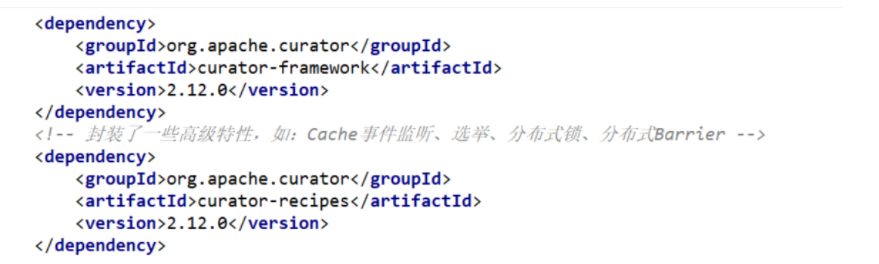 <dependency>
<groupId>org.apache.curator</groupId>
<artifactId>curator-framework</artifactId>
<version>2.12.0</version>
</dependency>
<!-- 封装了一些高级特性，如：Cache事件监听、选举、分布式锁、分布式Barrier -->
<dependency>
<groupId>org.apache.curator</groupId>
<artifactId>curator-recipes</artifactId>
<version>2.12.0</version>
</dependency>